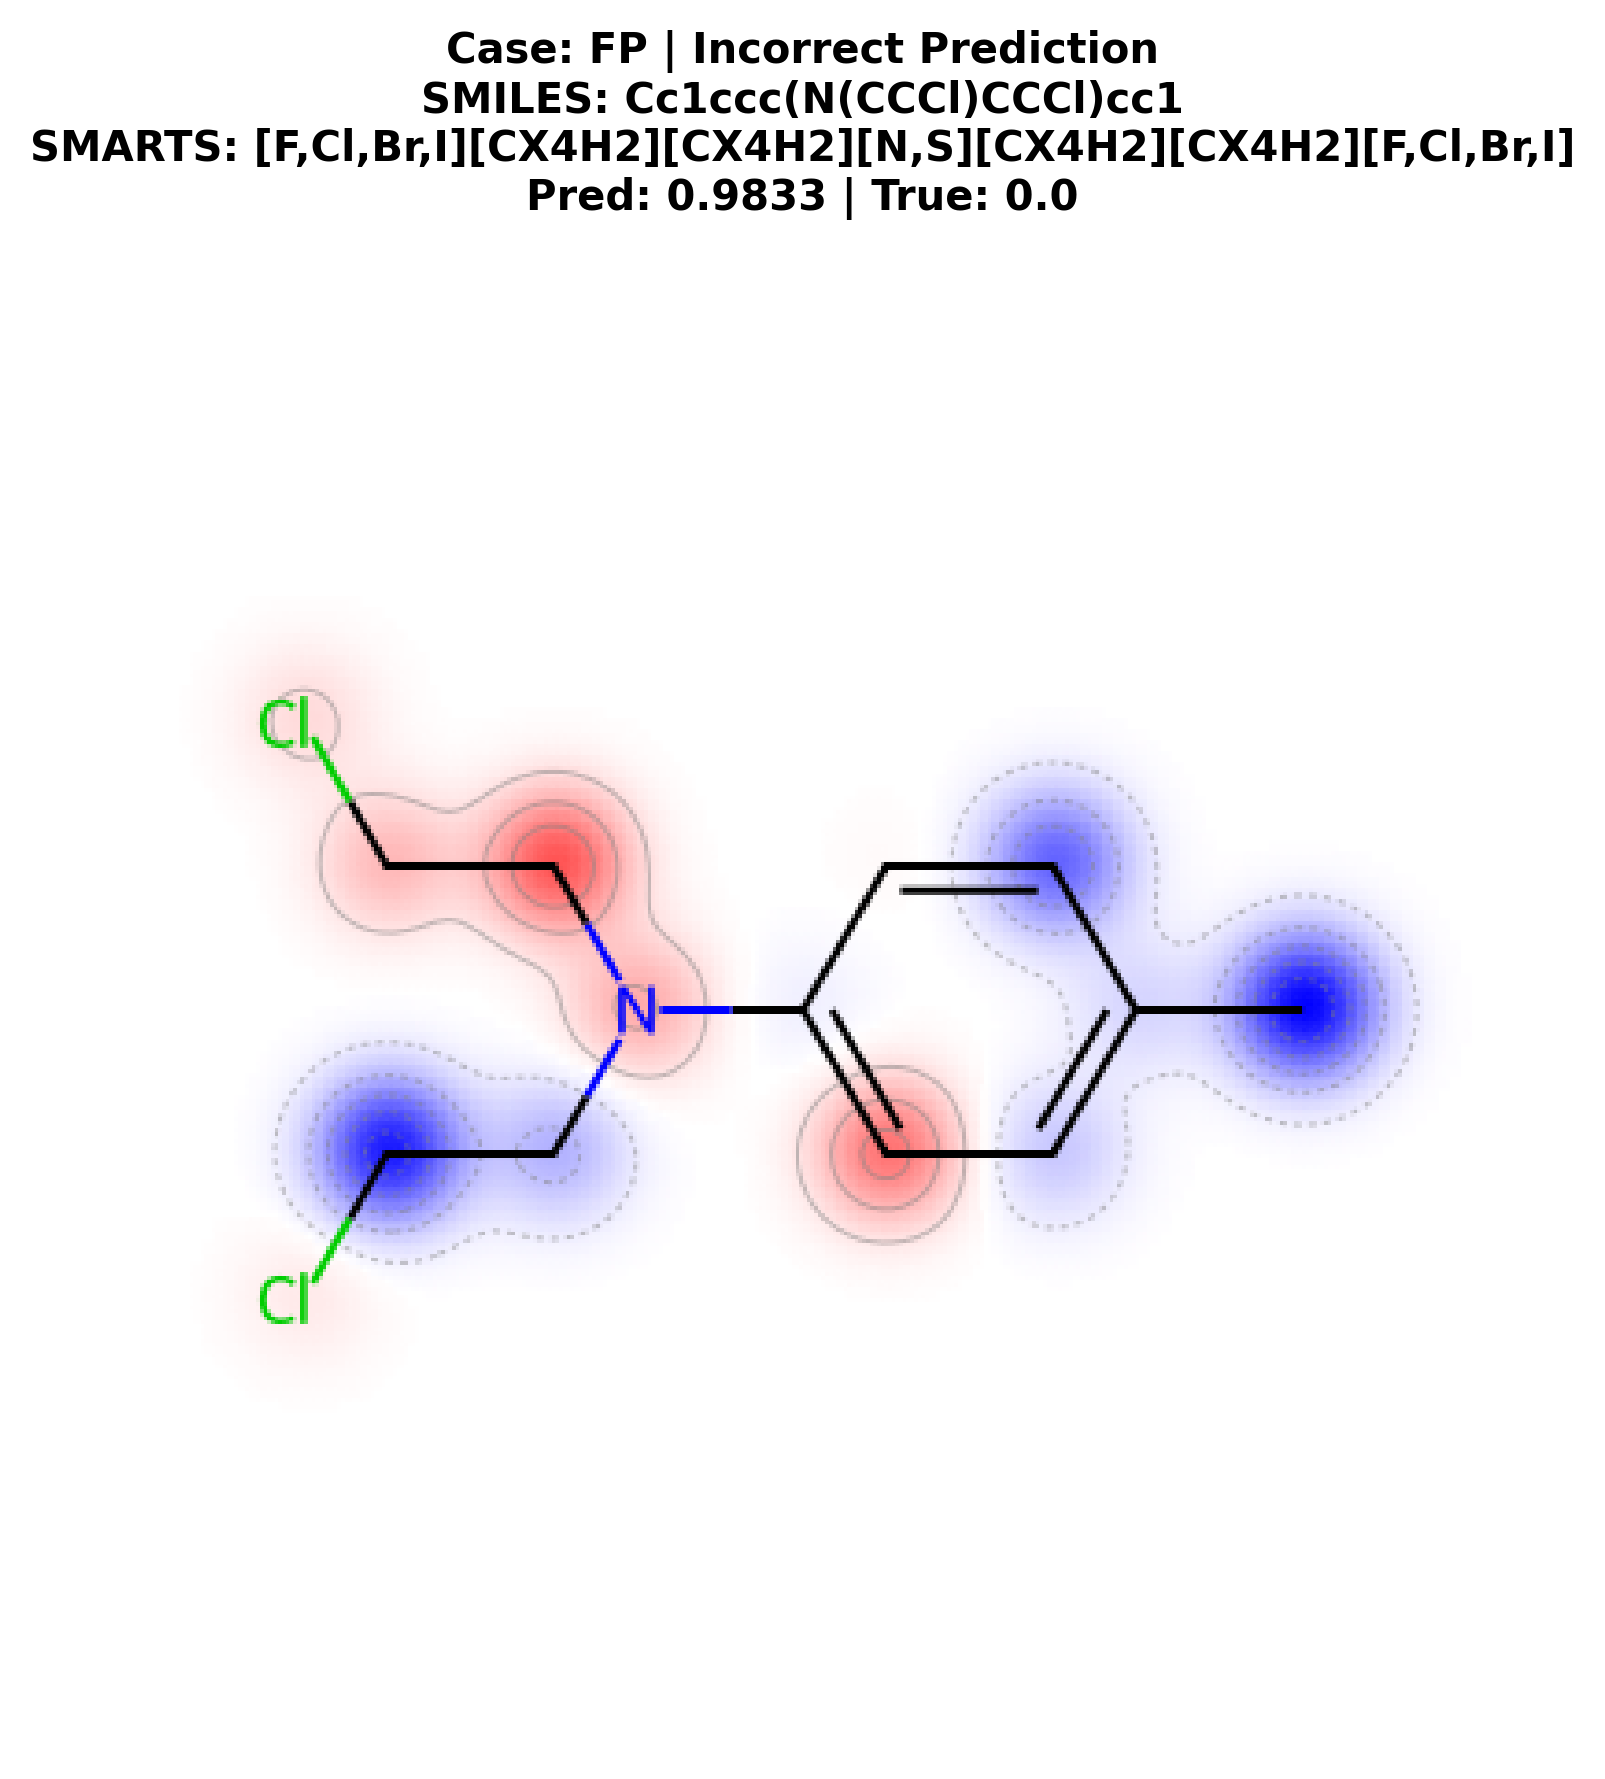 Case: FP | Incorrect Prediction
SMILES: Cc1ccc(N(CCCl)CCCl)cc1
SMARTS: [F,Cl,Br,I][CX4H2][CX4H2][N,S][CX4H2][CX4H2][F,Cl,Br,I]
Pred: 0.9833 | True: 0.0
Cl
N
Cl